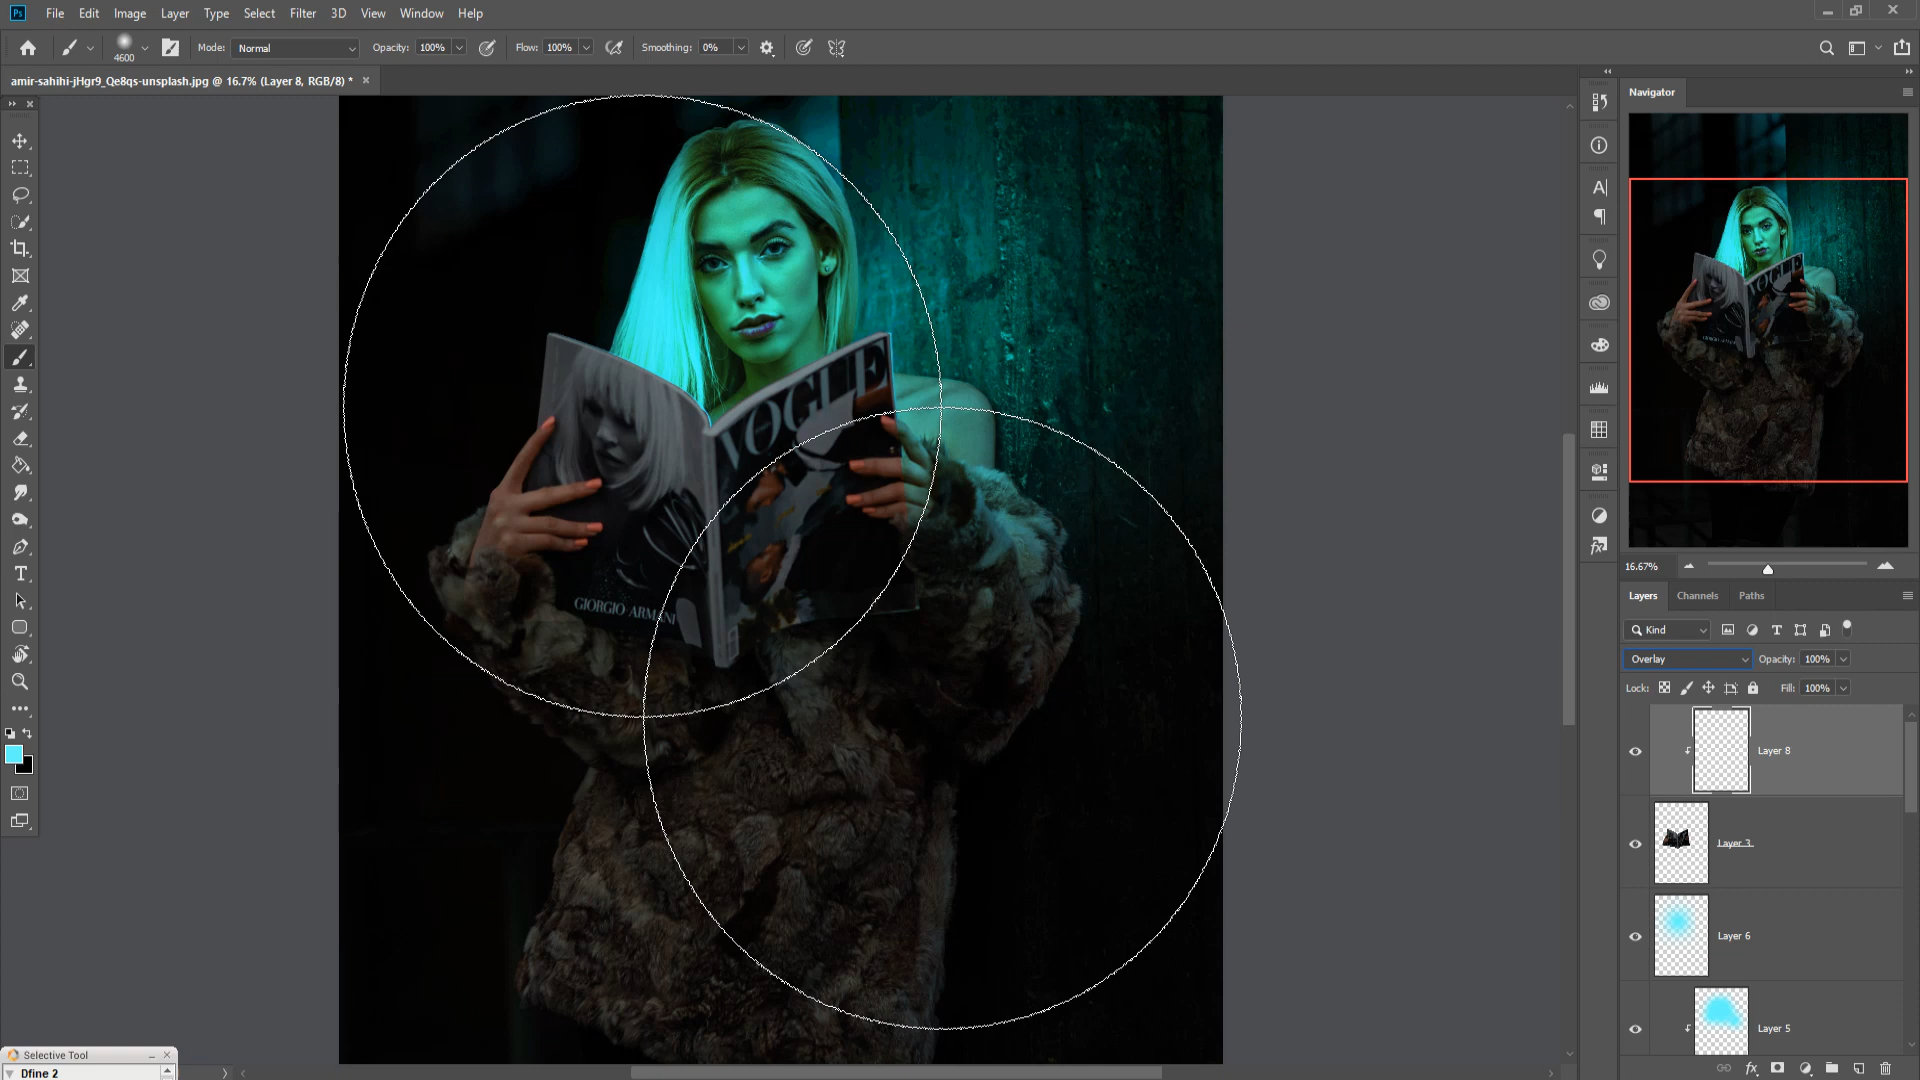 Ps File Edit Image Layer Type Select Filter 3D View Window Help
4600 Mode: Normal Opacity: 100% Flow: 100% Smoothing: 0%
amir-sahihi-jHgr9_Qe8qs-unsplash.jpg @ 16.7% (Layer 8, RGB/8) *
Navigator
VOGUE
GIORGIO ARMANI
16.67%
Layers Channels Paths
Kind
Overlay Opacity: 100%
Lock: Fill: 100%
Layer 8
Layer 3
Layer 6
Layer 5
Selective Tool
Dfine 2